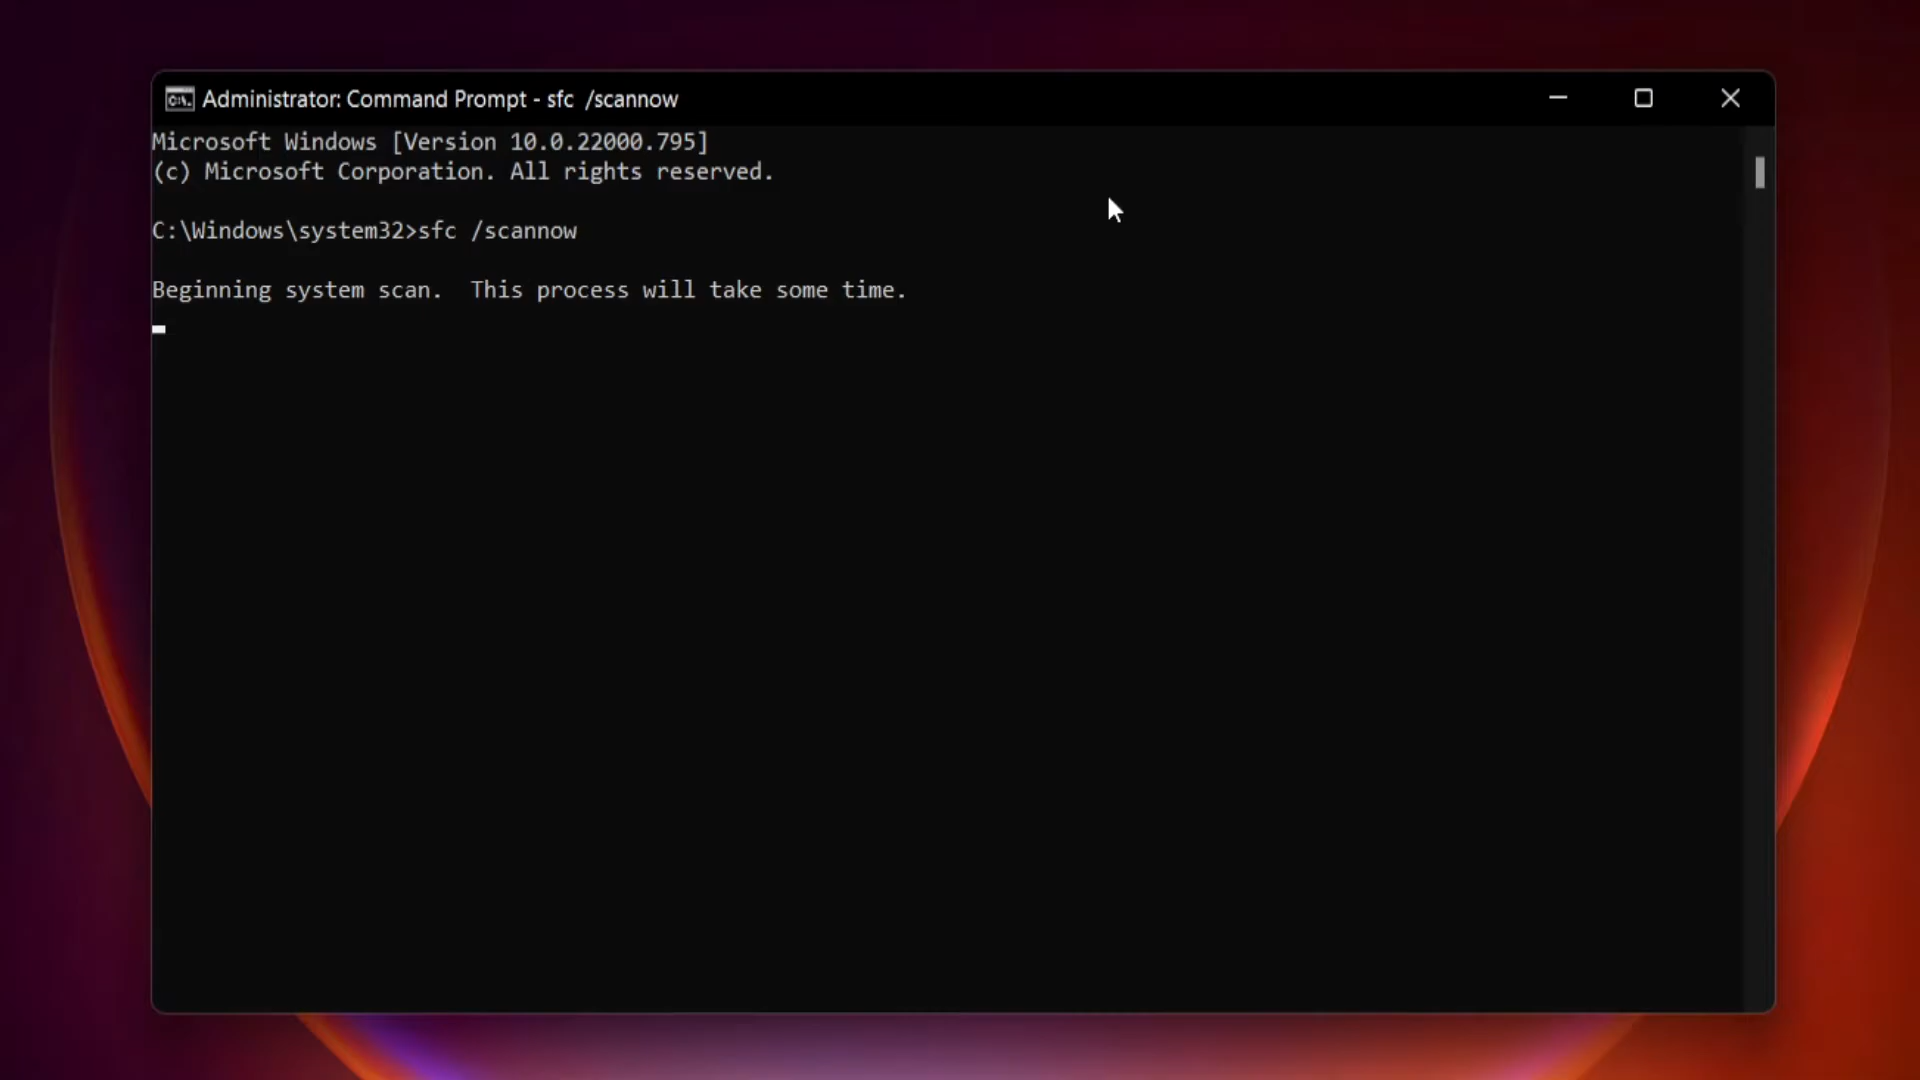 Administrator: Command Prompt - sfc  /scannow
Microsoft Windows [Version 10.0.22000.795]
(c) Microsoft Corporation. All rights reserved.
C:\Windows\system32>sfc /scannow
Beginning system scan.  This process will take some time.